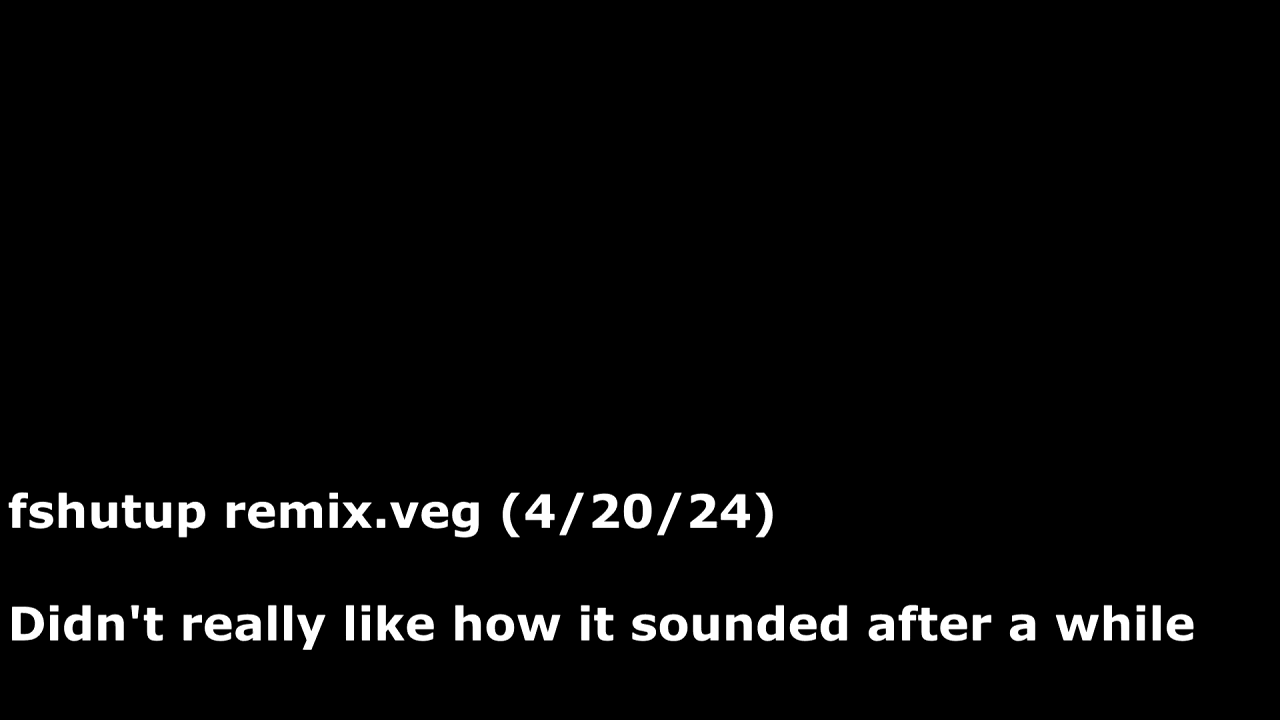 fshutup remix.veg (4/20/24)
Didn't really like how it sounded after a while